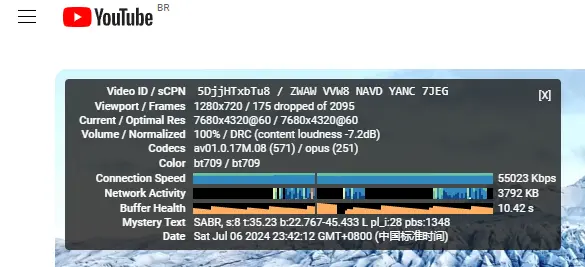 YouTube BR
Video ID / sCPN 5DjjHTxbTu8 / ZWAW VVW8 NAVD YANC 7JEG [X]
Viewport / Frames 1280x720 / 175 dropped of 2095
Current / Optimal Res 7680x4320@60 / 7680x4320@60
Volume / Normalized 100% / DRC (content loudness -7.2dB)
Codecs av01.0.17M.08 (571) / opus (251)
Color bt709 / bt709
Connection Speed 55023 Kbps
Network Activity 3792 KB
Buffer Health 10.42 s
Mystery Text SABR, s:8 t:35.23 b:22.767-45.433 L pl_i:28 pbs:1348
Date Sat Jul 06 2024 23:42:12 GMT+0800 (中国标准时间)